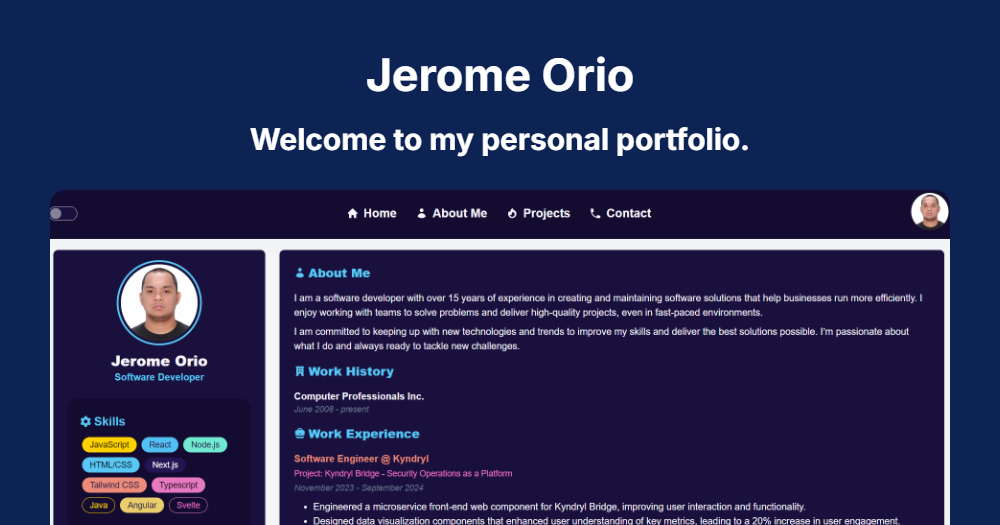 Jerome Orio
Welcome to my personal portfolio.
Home About Me Projects Contact
Jerome Orio
Software Developer
Skills
JavaScript React Node.js
HTML/CSS Next.js
Tailwind CSS Typescript
Java Angular Svelte
About Me
I am a software developer with over 15 years of experience in creating and maintaining software solutions that help businesses run more efficiently. I
enjoy working with teams to solve problems and deliver high-quality projects, even in fast-paced environments.
I am committed to keeping up with new technologies and trends to improve my skills and deliver the best solutions possible. I'm passionate about
what I do and always ready to tackle new challenges.
Work History
Computer Professionals Inc.
June 2008 - present
Work Experience
Software Engineer @ Kyndryl
Project: Kyndryl Bridge - Security Operations as a Platform
November 2023 - September 2024
• Engineered a microservice front-end web component for Kyndryl Bridge, improving user interaction and functionality.
• Designed data visualization components that enhanced user understanding of key metrics, leading to a 20% increase in user engagement.